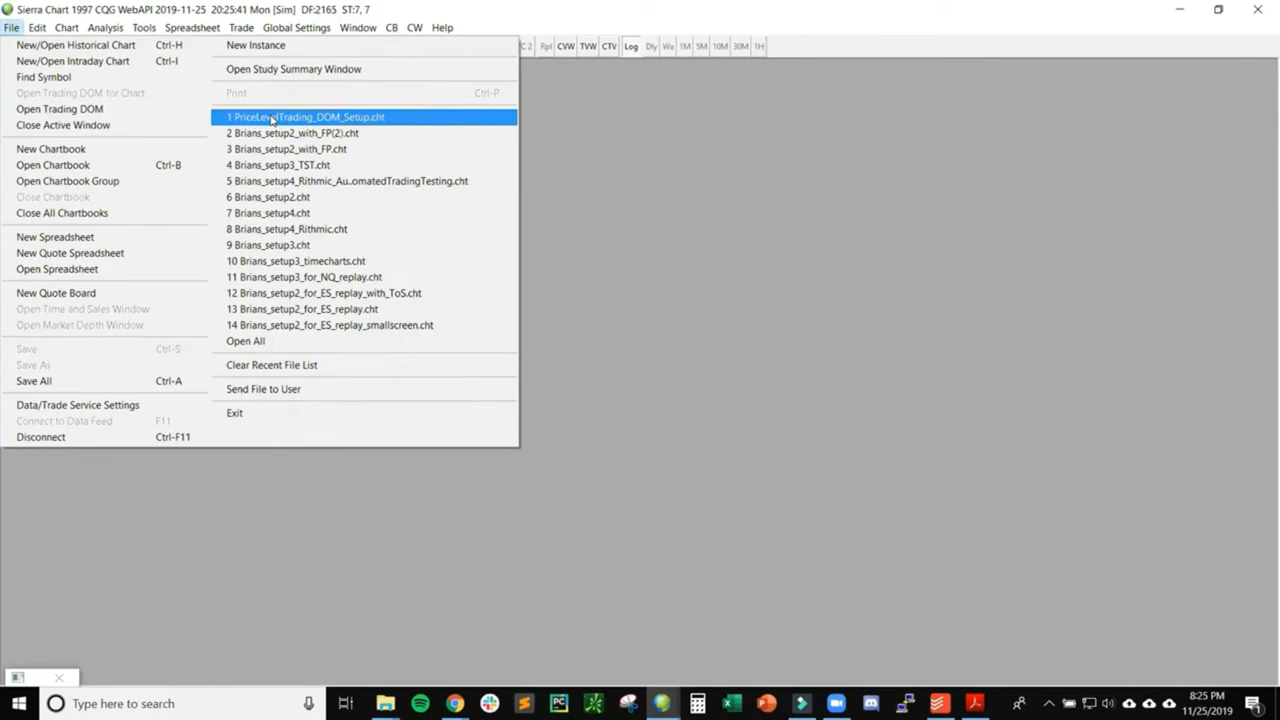 Sierra Chart 1997 CQG WebAPI 2019-11-25 20:25:41 Mon [Sim] DF:2165 ST:7, 7
File Edit Chart Analysis Tools Spreadsheet Trade Global Settings Window CB CW Help
C 2 Rpl CVW TVW CTV Log Dly We 1M 5M 10M 30M 1H
New/Open Historical Chart Ctrl-H
New/Open Intraday Chart Ctrl-I
Find Symbol
Open Trading DOM for Chart
Open Trading DOM
Close Active Window
New Chartbook
Open Chartbook Ctrl-B
Open Chartbook Group
Close Chartbook
Close All Chartbooks
New Spreadsheet
New Quote Spreadsheet
Open Spreadsheet
New Quote Board
Open Time and Sales Window
Open Market Depth Window
Save Ctrl-S
Save As
Save All Ctrl-A
Data/Trade Service Settings
Connect to Data Feed F11
Disconnect Ctrl-F11
New Instance
Open Study Summary Window
Print Ctrl-P
1 PriceLevelTrading_DOM_Setup.cht
2 Brians_setup2_with_FP(2).cht
3 Brians_setup2_with_FP.cht
4 Brians_setup3_TST.cht
5 Brians_setup4_Rithmic_Au..omatedTradingTesting.cht
6 Brians_setup2.cht
7 Brians_setup4.cht
8 Brians_setup4_Rithmic.cht
9 Brians_setup3.cht
10 Brians_setup3_timecharts.cht
11 Brians_setup3_for_NQ_replay.cht
12 Brians_setup2_for_ES_replay_with_ToS.cht
13 Brians_setup2_for_ES_replay.cht
14 Brians_setup2_for_ES_replay_smallscreen.cht
Open All
Clear Recent File List
Send File to User
Exit
Type here to search
8:25 PM
11/25/2019